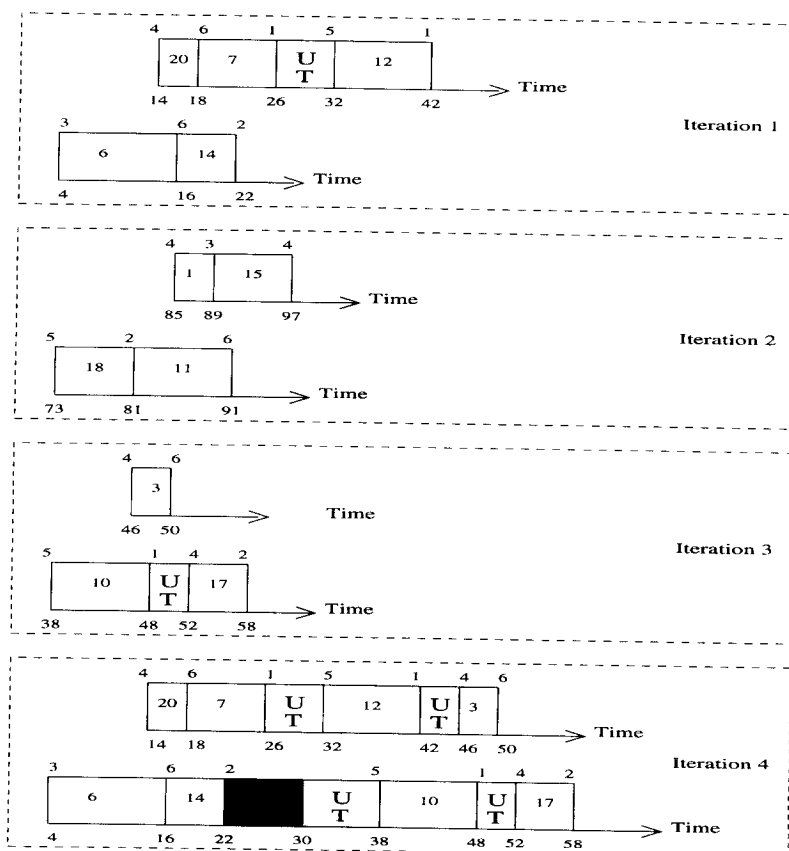 4 6 1 5 1
20 7 U T 12
Time
14 18 26 32 42
Iteration 1
3 6 2
6 14
Time
4 16 22
4 3 4
1 15
Time
85 89 97
Iteration 2
5 2 6
18 11
Time
73 81 91
4 6
3
Time
46 50
Iteration 3
5 1 4 2
10 U T 17
Time
38 48 52 58
4 6 1 5 1 4 6
20 7 U T 12 U T 3
Time
14 18 26 32 42 46 50
Iteration 4
3 6 2 5 1 4 2
6 14 U T 10 U T 17
Time
4 16 22 30 38 48 52 58